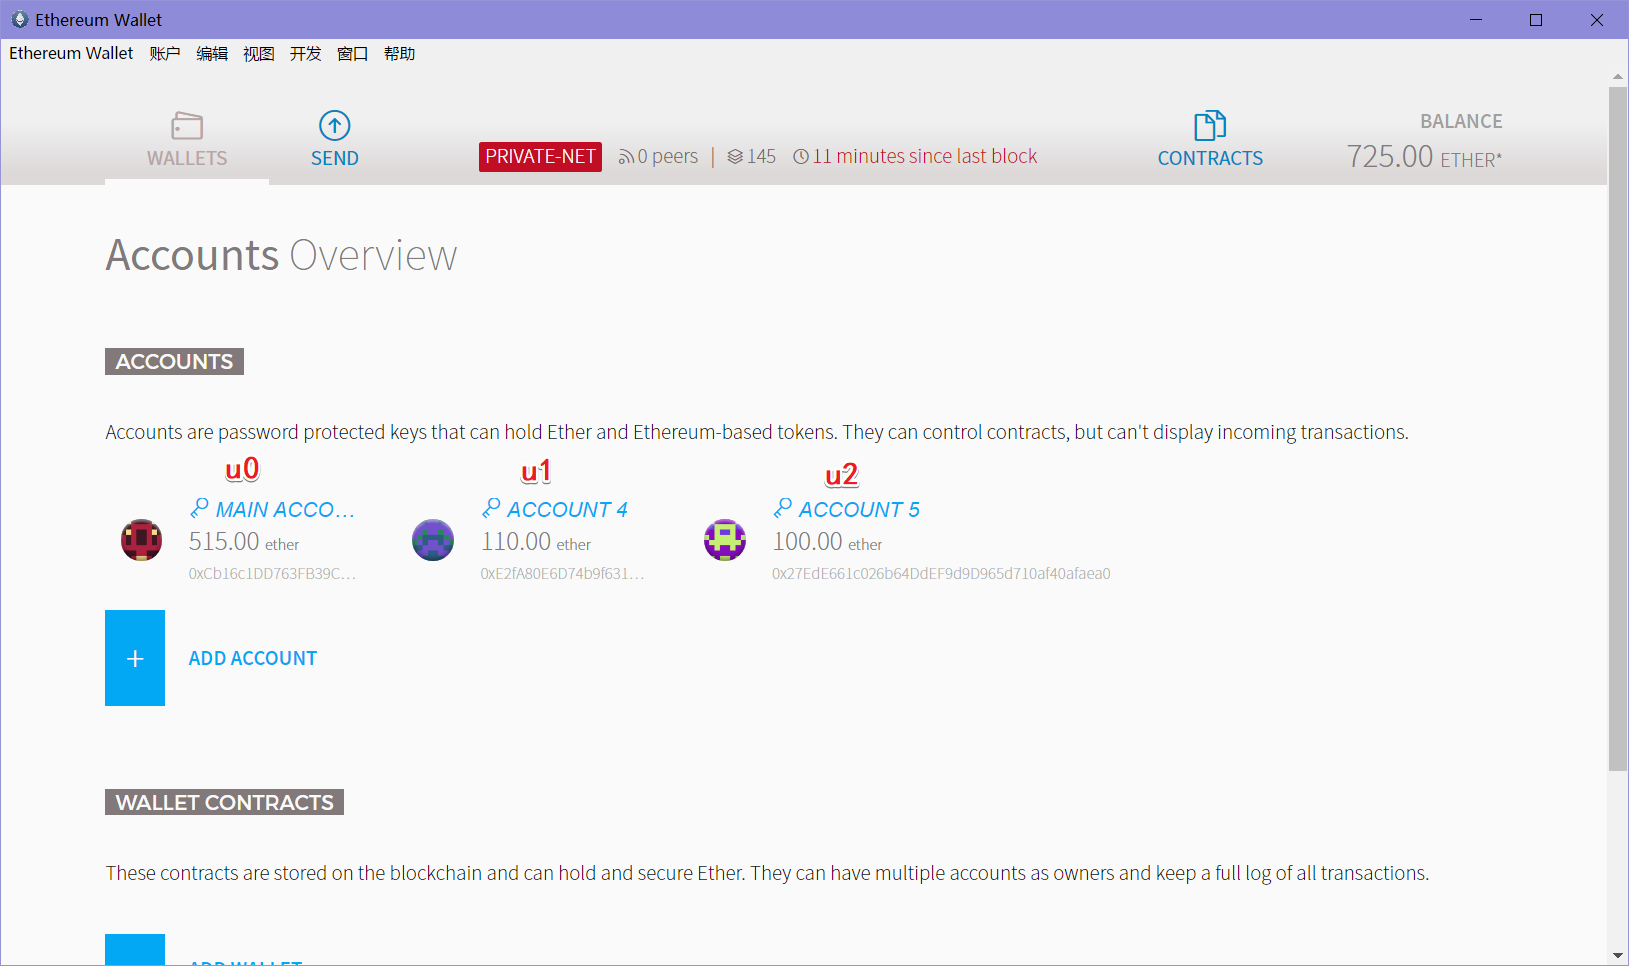 Ethereum Wallet
Ethereum Wallet 账户 编辑 视图 开发 窗口 帮助
WALLETS
SEND
PRIVATE-NET 0 peers | 145 11 minutes since last block
CONTRACTS
BALANCE
725.00 ETHER*
Accounts Overview
ACCOUNTS
Accounts are password protected keys that can hold Ether and Ethereum-based tokens. They can control contracts, but can't display incoming transactions.
u0
MAIN ACCO...
515.00 ether
0xCb16c1DD763FB39C...
u1
ACCOUNT 4
110.00 ether
0xE2fA80E6D74b9f631...
u2
ACCOUNT 5
100.00 ether
0x27EdE661c026b64DdEF9d9D965d710af40afaea0
+ ADD ACCOUNT
WALLET CONTRACTS
These contracts are stored on the blockchain and can hold and secure Ether. They can have multiple accounts as owners and keep a full log of all transactions.
ADD WALLET